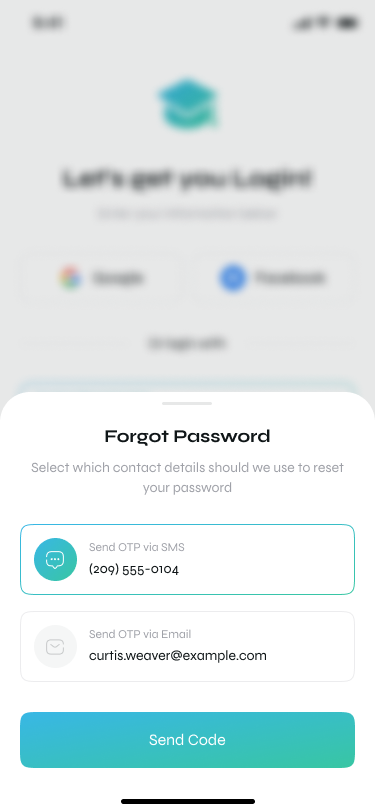 9:41
Let's get you Login!
Enter your information below
Google
Facebook
Or login with
Forgot Password
Select which contact details should we use to reset
your password
Send OTP via SMS
(209) 555-0104
Send OTP via Email
curtis.weaver@example.com
Send Code